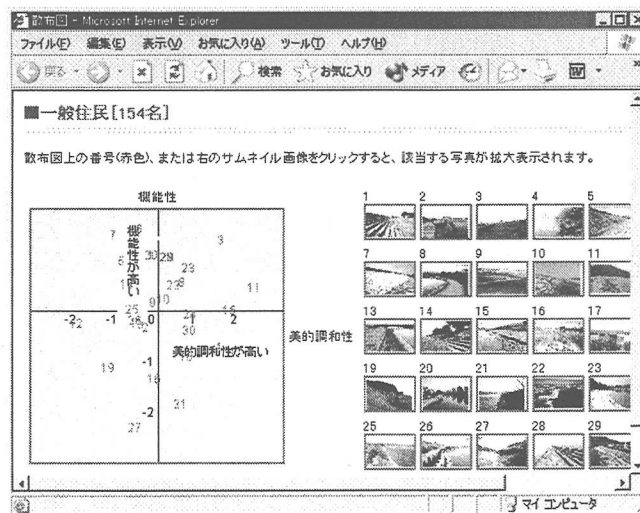 散布図 - Microsoft Internet Explorer
ファイル(F) 編集(E) 表示(V) お気に入り(A) ツール(T) ヘルプ(H)
戻る 検索 お気に入り メディア
■一般住民[154名]
散布図上の番号(赤色)、または右のサムネイル画像をクリックすると、該当する写真が拡大表示されます。
機能性
機能性が高い
美的調和性
美的調和性が高い
-2 -1 0 2
-1
-2
7 3
11
19
21
27
1 2 3 4 5
7 8 9 10 11
13 14 15 16 17
19 20 21 22 23
25 26 27 28 29
マイ コンピュータ